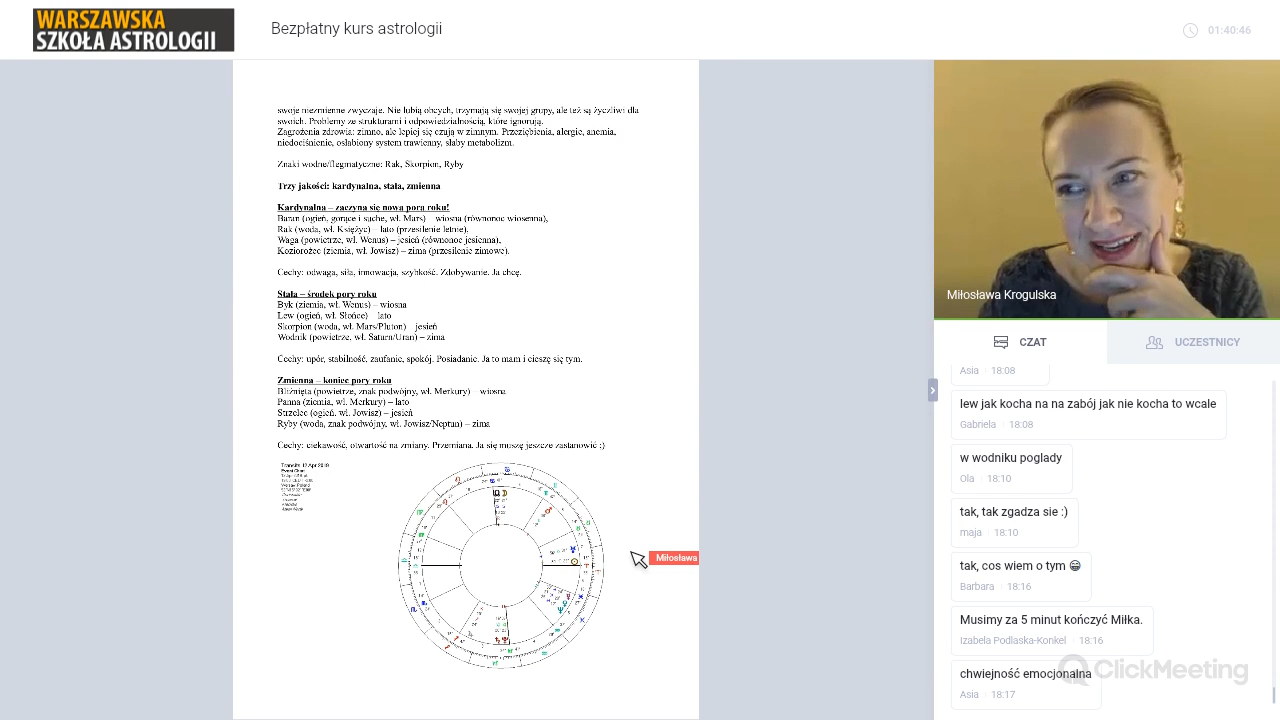 WARSZAWSKA
SZKOŁA ASTROLOGII
Bezpłatny kurs astrologii
01:40:46
swoje niezmienne zwyczaje. Nie lubią obcych, trzymają się swojej grupy, ale też są życzliwi dla
swoich. Problemy ze strukturami i odpowiedzialnością, które ignorują.
Zagrożenia zdrowia: zimno, ale lepiej się czują w zimnym. Przeziębienia, alergie, anemia,
niedociśnienie, osłabiony system trawienny, słaby metabolizm.
Znaki wodne/flegmatyczne: Rak, Skorpion, Ryby
Trzy jakości: kardynalna, stała, zmienna
Kardynalna – zaczyna się nowa pora roku!
Baran (ogień, gorące i suche, wł. Mars) – wiosna (równonoc wiosenna),
Rak (woda, wł. Księżyc) – lato (przesilenie letnie),
Waga (powietrze, wł. Wenus) – jesień (równonoc jesienna),
Koziorożec (ziemia, wł. Jowisz) – zima (przesilenie zimowe).
Cechy: odwaga, siła, innowacja, szybkość. Zdobywanie. Ja chcę.
Stała – środek pory roku
Byk (ziemia, wł. Wenus) – wiosna
Lew (ogień, wł. Słońce) – lato
Skorpion (woda, wł. Mars/Pluton) – jesień
Wodnik (powietrze, wł. Saturn/Uran) – zima
Cechy: upór, stabilność, zaufanie, spokój. Posiadanie. Ja to mam i cieszę się tym.
Zmienna – koniec pory roku
Bliźnięta (powietrze, znak podwójny, wł. Merkury) – wiosna
Panna (ziemia, wł. Merkury) – lato
Strzelec (ogień, wł. Jowisz) – jesień
Ryby (woda, znak podwójny, wł. Jowisz/Neptun) – zima
Cechy: ciekawość, otwartość na zmiany. Przemiana. Ja się muszę jeszcze zastanowić :)
Transits 12 Apr 2019
Event Chart
Miłosława
Miłosława Krogulska
CZAT
UCZESTNICY
Asia 18:08
lew jak kocha na na zabój jak nie kocha to wcale
Gabriela 18:08
w wodniku poglady
Ola 18:10
tak, tak zgadza sie :)
maja 18:10
tak, cos wiem o tym 😁
Barbara 18:16
Musimy za 5 minut kończyć Miłka.
Izabela Podlaska-Konkel 18:16
chwiejność emocjonalna
Asia 18:17
ClickMeeting